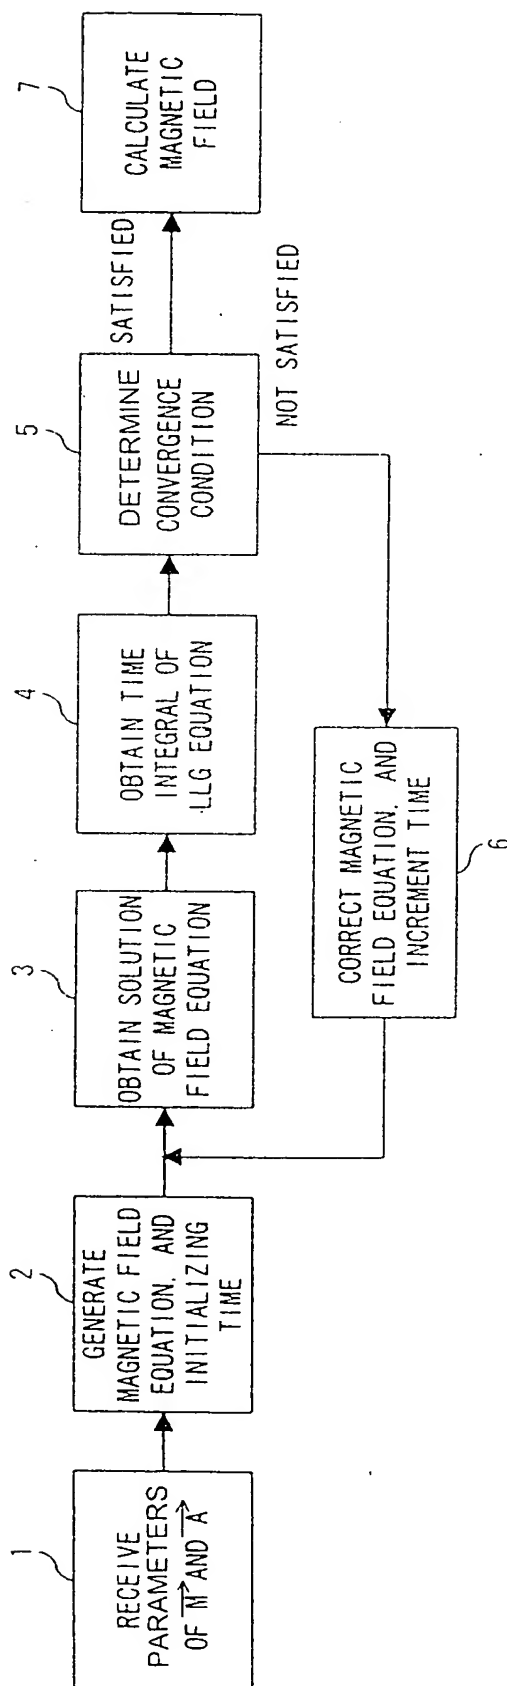 1
RECEIVE
PARAMETERS
OF M⃗ AND A⃗
2
GENERATE
MAGNETIC FIELD
EQUATION, AND
INITIALIZING
TIME
3
OBTAIN SOLUTION
OF MAGNETIC
FIELD EQUATION
4
OBTAIN TIME
INTEGRAL OF
LLG EQUATION
5
DETERMINE
CONVERGENCE
CONDITION
SATISFIED
NOT SATISFIED
7
CALCULATE
MAGNETIC
FIELD
CORRECT MAGNETIC
FIELD EQUATION, AND
INCREMENT TIME
6